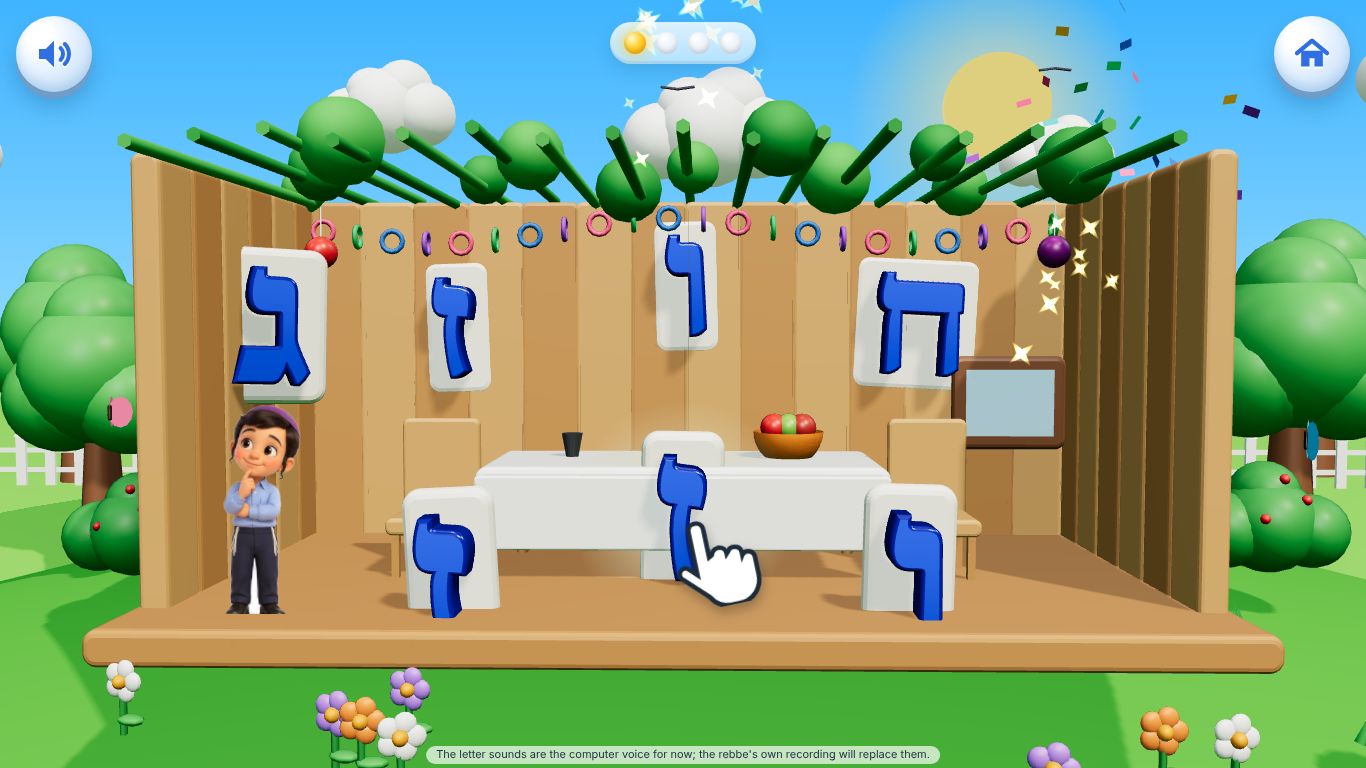 ח ו ז ג
ו ז ז
The letter sounds are the computer voice for now; the rebbe's own recording will replace them.